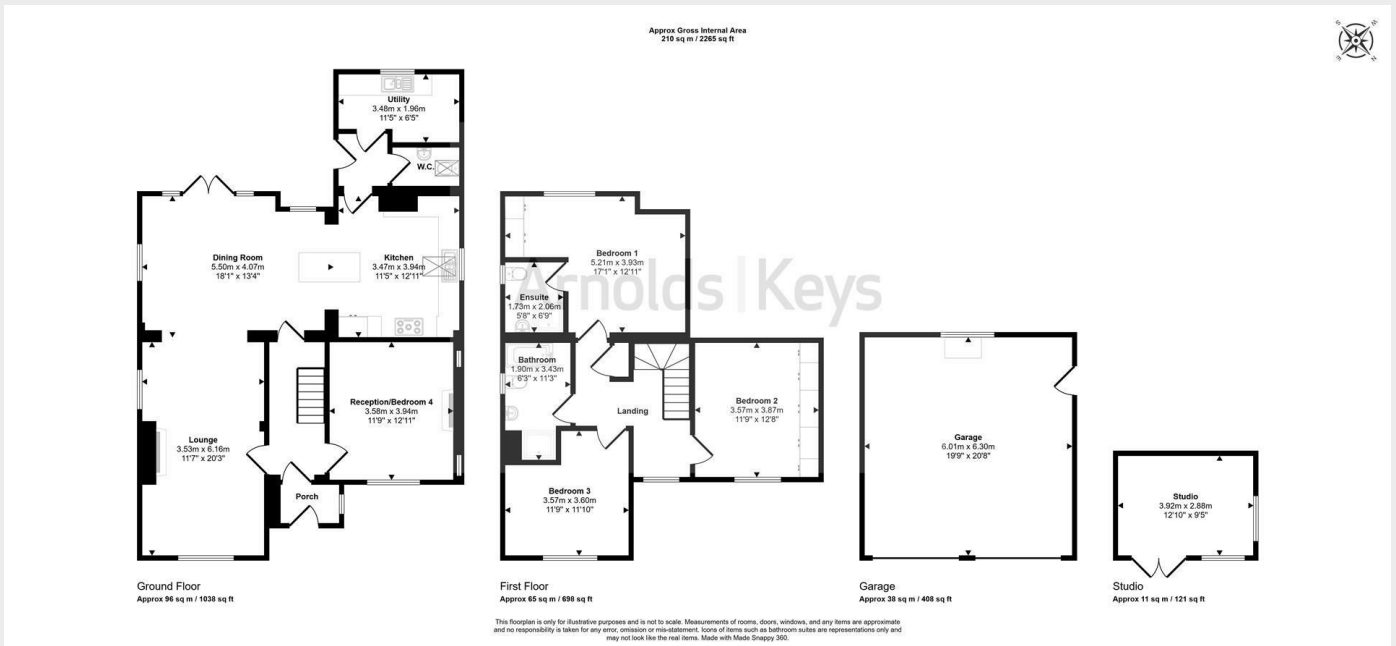 Approx Gross Internal Area
210 sq m / 2265 sq ft
S
W
E
N
Utility
3.48m x 1.96m
11'5" x 6'5"
W.C.
Dining Room
5.50m x 4.07m
18'1" x 13'4"
Kitchen
3.47m x 3.94m
11'5" x 12'11"
Lounge
3.53m x 6.16m
11'7" x 20'3"
Reception/Bedroom 4
3.58m x 3.94m
11'9" x 12'11"
Porch
Ground Floor
Approx 96 sq m / 1038 sq ft
Bedroom 1
5.21m x 3.93m
17'1" x 12'11"
Arnolds | Keys
Ensuite
1.73m x 2.06m
5'8" x 6'9"
Bathroom
1.90m x 3.43m
6'3" x 11'3"
Landing
Bedroom 2
3.57m x 3.87m
11'9" x 12'8"
Bedroom 3
3.57m x 3.60m
11'9" x 11'10"
First Floor
Approx 65 sq m / 698 sq ft
Garage
6.01m x 6.30m
19'9" x 20'8"
Garage
Approx 38 sq m / 408 sq ft
Studio
3.92m x 2.88m
12'10" x 9'5"
Studio
Approx 11 sq m / 121 sq ft
This floorplan is only for illustrative purposes and is not to scale. Measurements of rooms, doors, windows, and any items are approximate
and no responsibility is taken for any error, omission or mis-statement. Icons of items such as bathroom suites are representations only and
may not look like the real items. Made with Made Snappy 360.